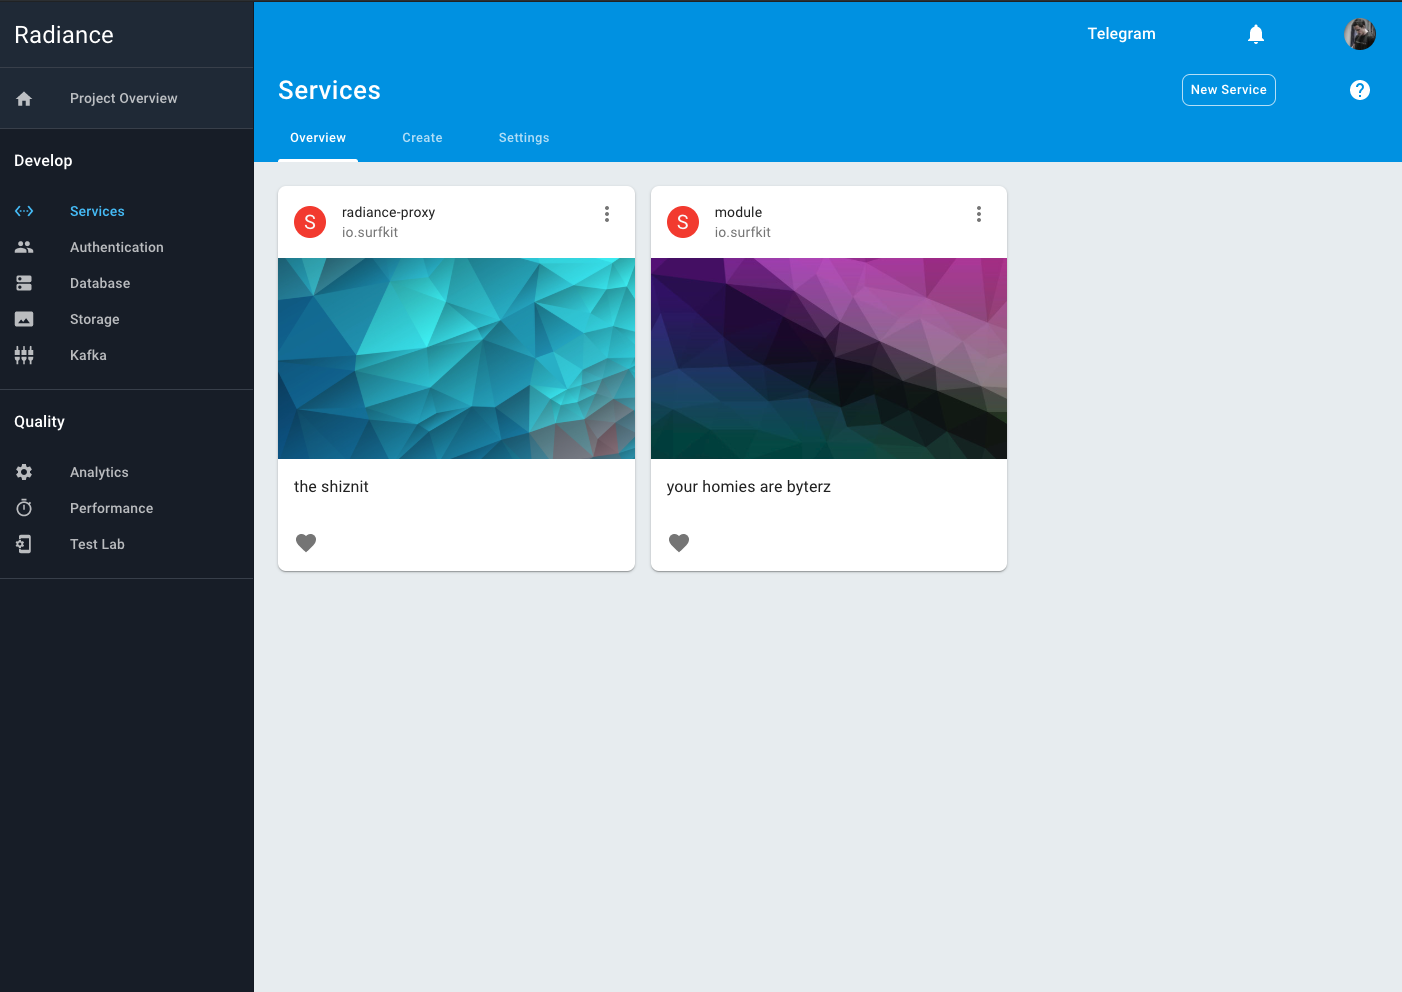 Radiance
Project Overview
Develop
Services
Authentication
Database
Storage
Kafka
Quality
Analytics
Performance
Test Lab
Telegram
Services
New Service
?
Overview
Create
Settings
S
radiance-proxy
io.surfkit
the shiznit
S
module
io.surfkit
your homies are byterz